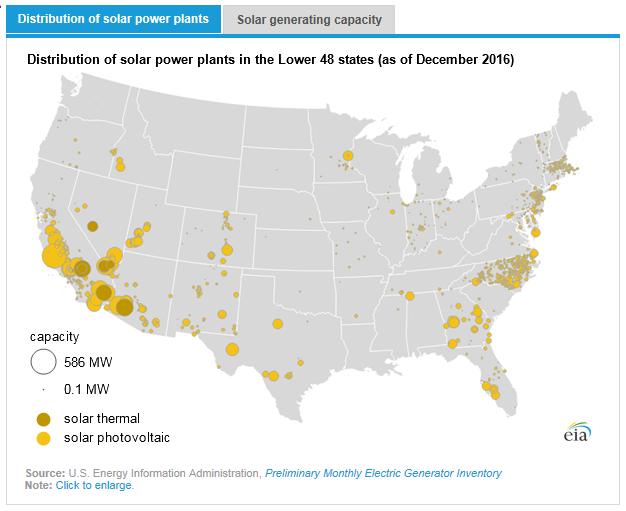 Distribution of solar power plants
Solar generating capacity
Distribution of solar power plants in the Lower 48 states (as of December 2016)
capacity
586 MW
0.1 MW
solar thermal
solar photovoltaic
eia
Source: U.S. Energy Information Administration, Preliminary Monthly Electric Generator Inventory
Note: Click to enlarge.